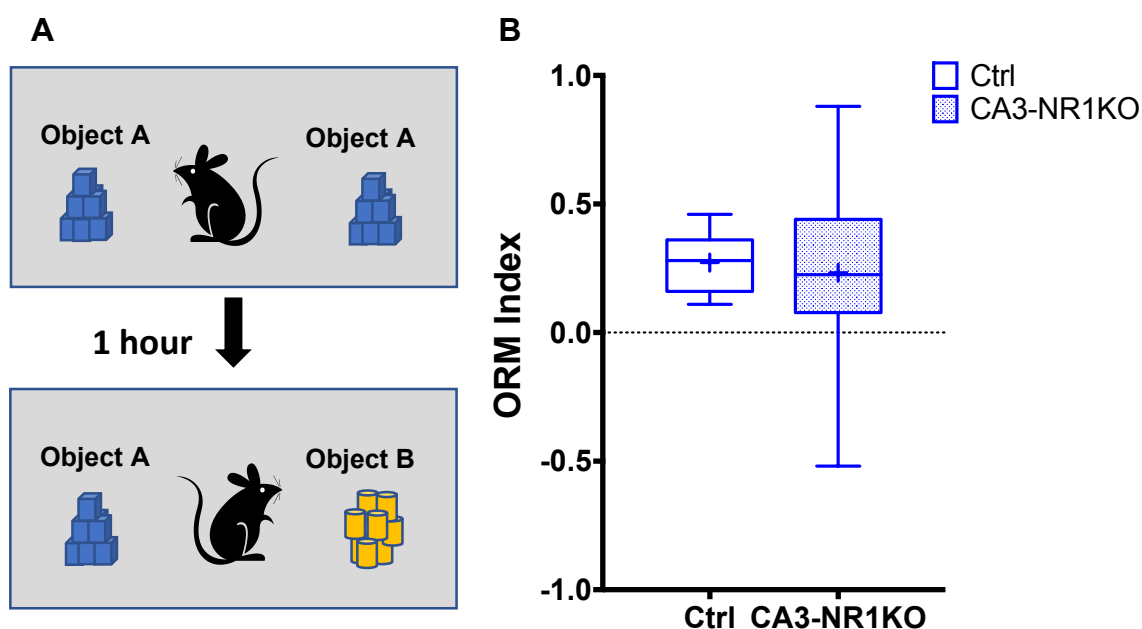 A
Object A
Object A
1 hour
Object A
Object B
B
Ctrl
CA3-NR1KO
ORM Index
1.0
0.5
0.0
-0.5
-1.0
Ctrl CA3-NR1KO